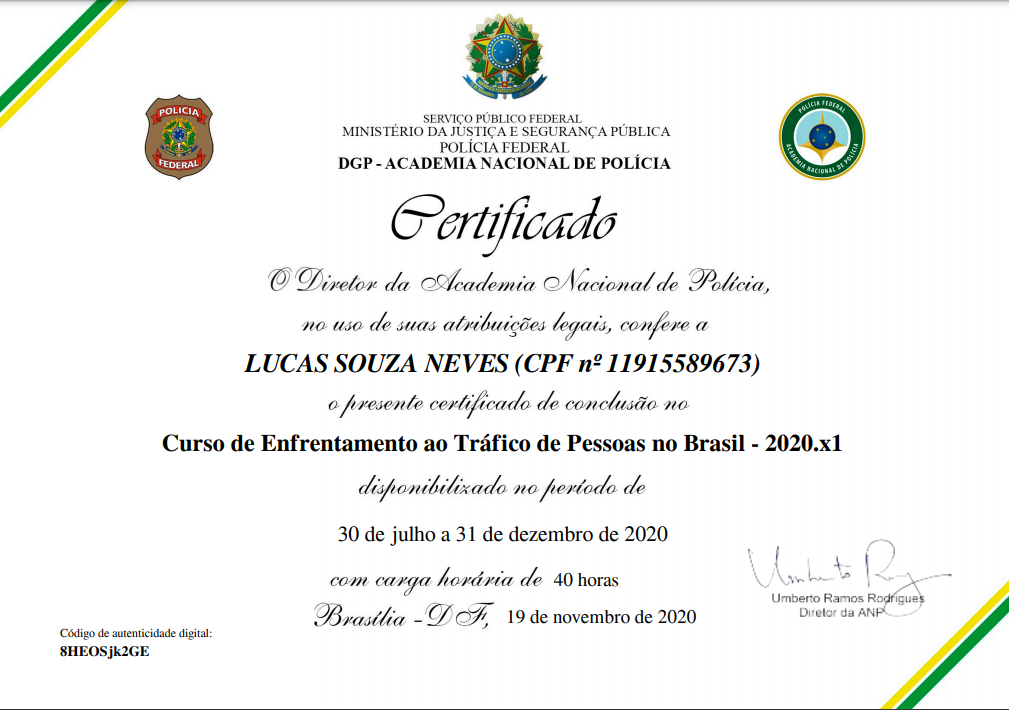 SERVIÇO PÚBLICO FEDERAL
MINISTÉRIO DA JUSTIÇA E SEGURANÇA PÚBLICA
POLÍCIA FEDERAL
DGP - ACADEMIA NACIONAL DE POLÍCIA
POLICIA
FEDERAL
POLÍCIA FEDERAL
ACADEMIA NACIONAL DE POLÍCIA
Certificado
O Diretor da Academia Nacional de Polícia,
no uso de suas atribuições legais, confere a
LUCAS SOUZA NEVES (CPF nº 11915589673)
o presente certificado de conclusão no
Curso de Enfrentamento ao Tráfico de Pessoas no Brasil - 2020.x1
disponibilizado no período de
30 de julho a 31 de dezembro de 2020
com carga horária de 40 horas
Brasília - DF, 19 de novembro de 2020
Umberto Ramos Rodrigues
Diretor da ANP
Código de autenticidade digital:
8HEOSjk2GE